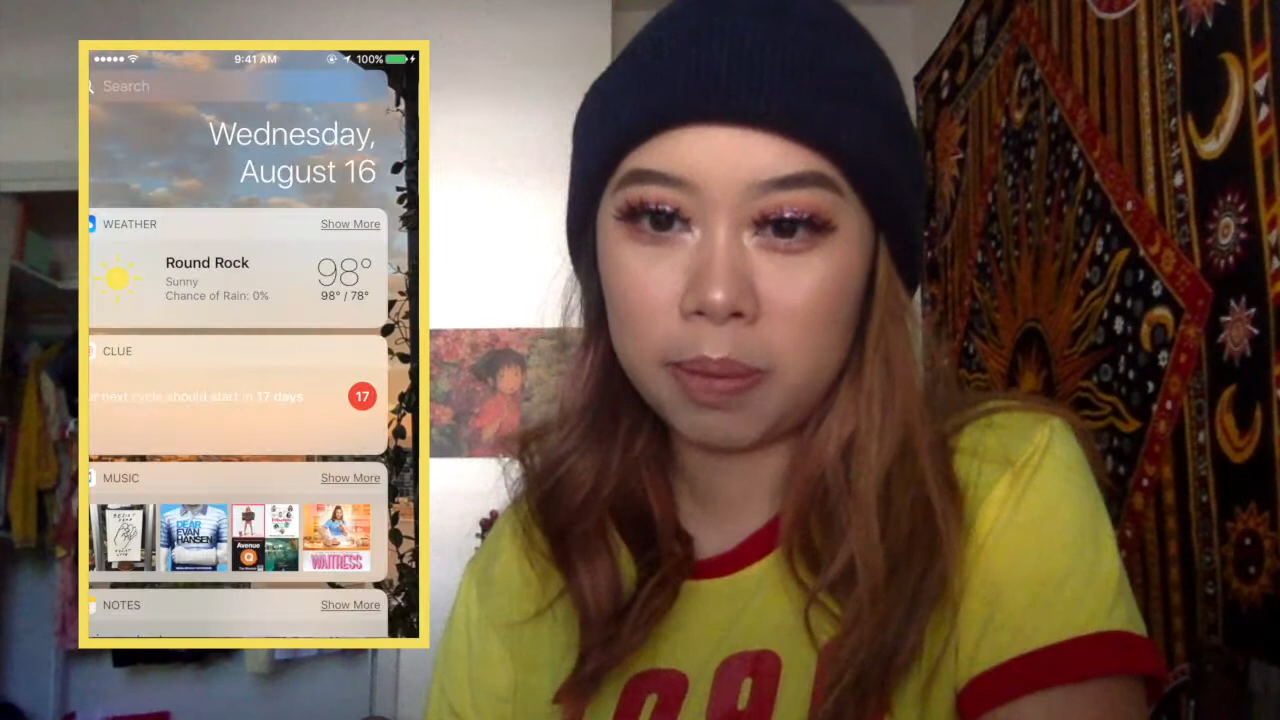 9:41 AM
100%
Search
Wednesday,
August 16
WEATHER
Show More
Round Rock
Sunny
Chance of Rain: 0%
98°
98° / 78°
CLUE
next cycle should start in 17 days
17
MUSIC
Show More
DEAR
EVAN
HANSEN
Avenue
Q
WAITRESS
NOTES
Show More